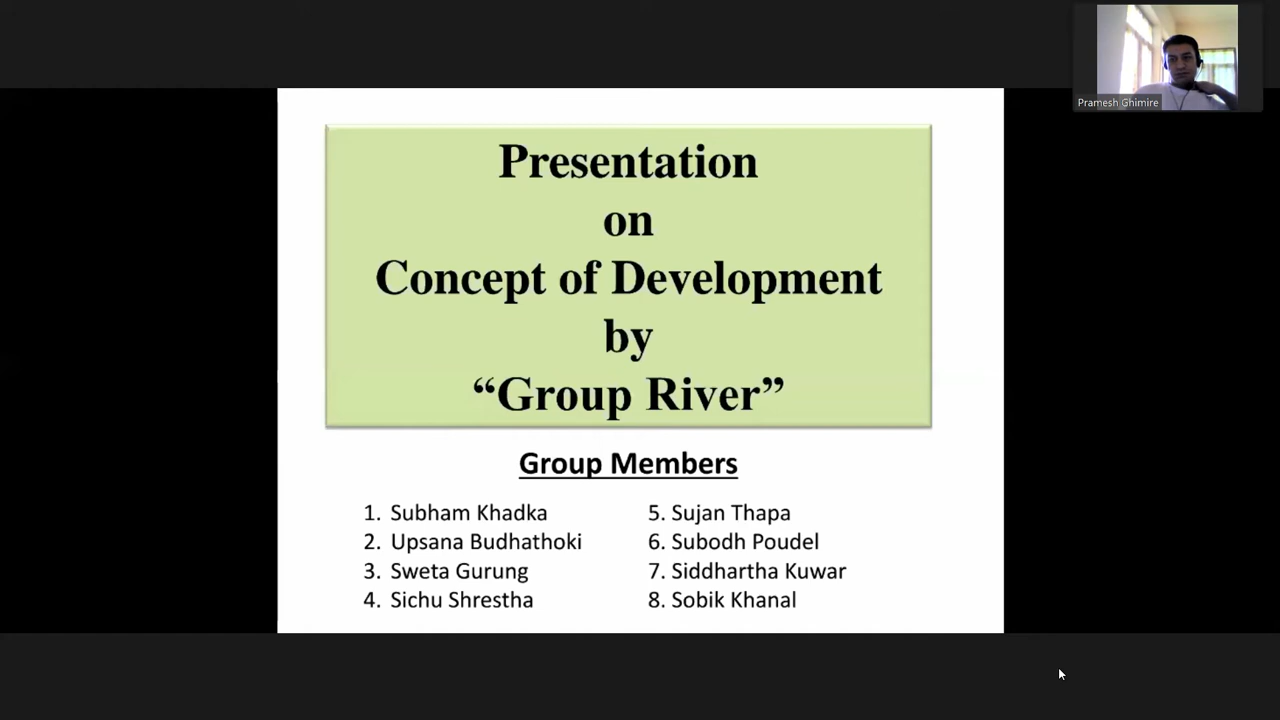 Pramesh Ghimire
Presentation
on
Concept of Development
by
“Group River”
Group Members
1. Subham Khadka
2. Upsana Budhathoki
3. Sweta Gurung
4. Sichu Shrestha
5. Sujan Thapa
6. Subodh Poudel
7. Siddhartha Kuwar
8. Sobik Khanal